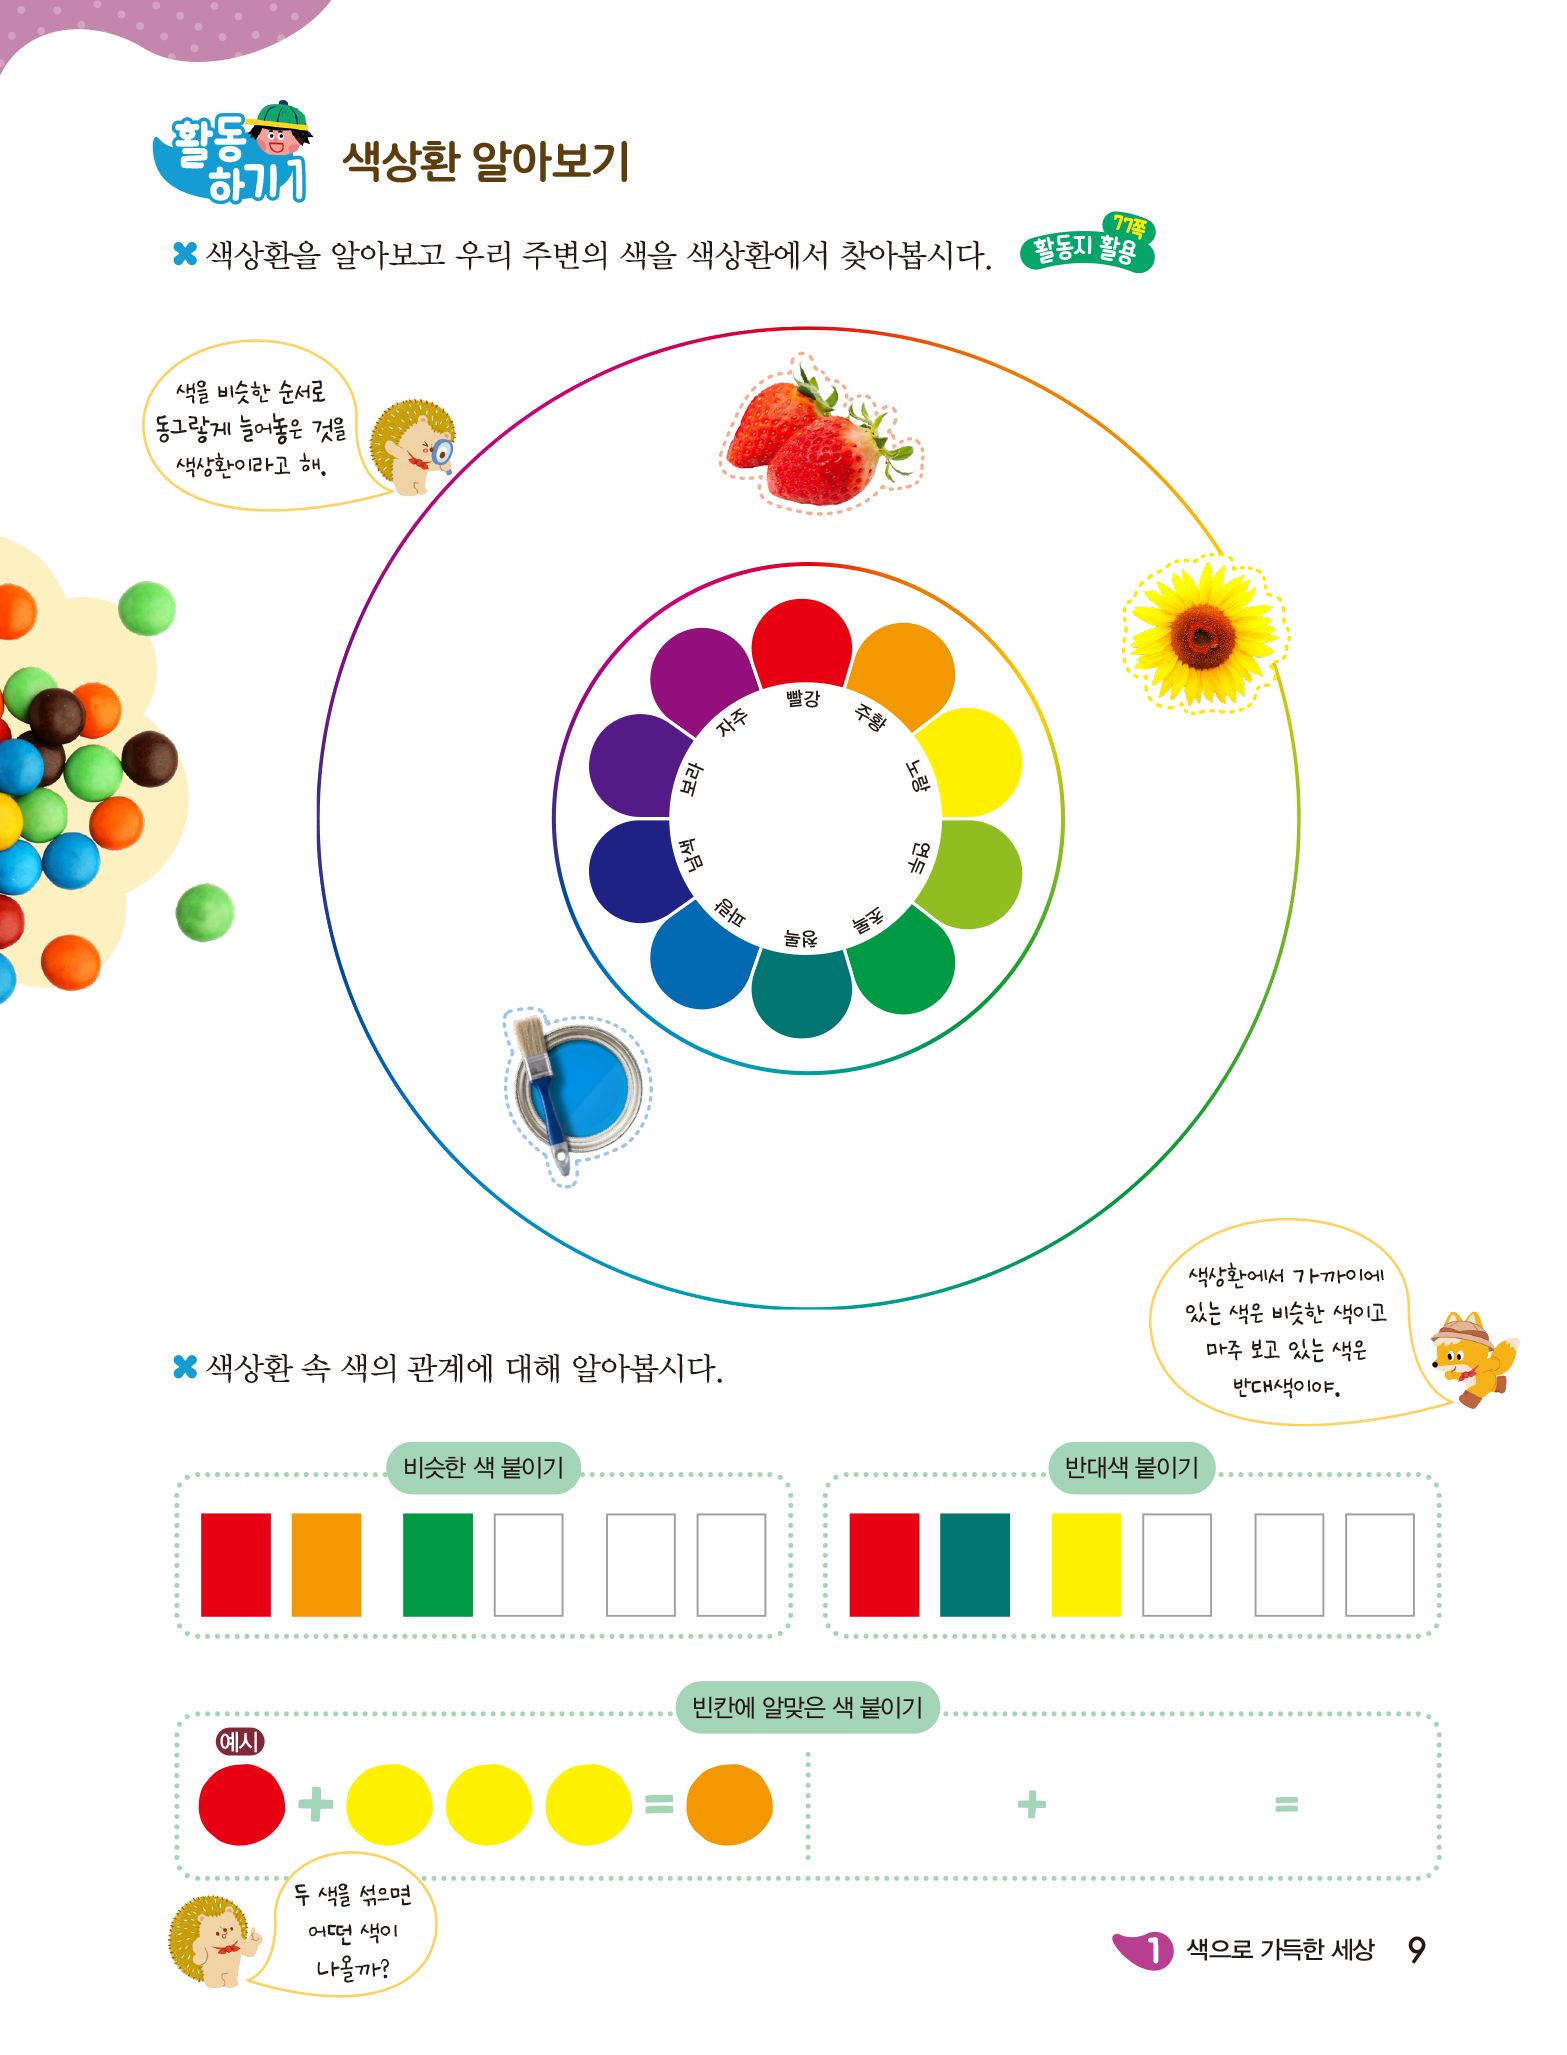 활동
하기 1
색상환 알아보기
색상환을 알아보고 우리 주변의 색을 색상환에서 찾아봅시다.
77쪽
활동지 활용
색을 비슷한 순서로
동그랗게 늘어놓은 것을
색상환이라고 해.
빨강
주황
노랑
연두
초록
청록
파랑
남색
보라
자주
색상환에서 가까이에
있는 색은 비슷한 색이고
마주 보고 있는 색은
반대색이야.
색상환 속 색의 관계에 대해 알아봅시다.
비슷한 색 붙이기
반대색 붙이기
빈칸에 알맞은 색 붙이기
예시
+ =
+ =
두 색을 섞으면
어떤 색이
나올까?
1 색으로 가득한 세상 9